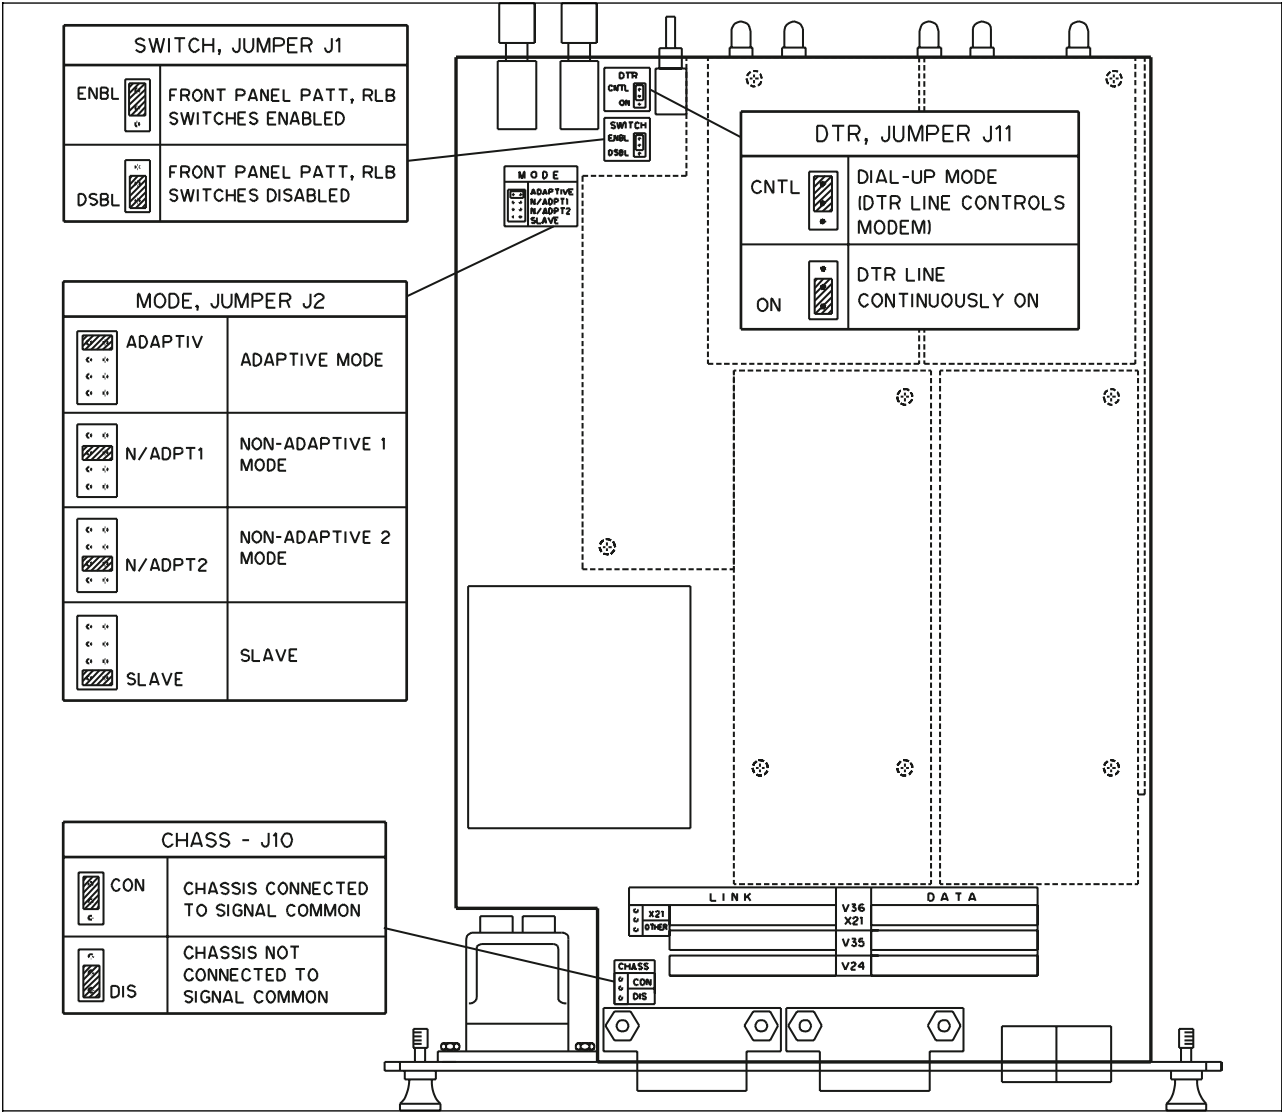 SWITCH, JUMPER J1
ENBL
FRONT PANEL PATT, RLB
SWITCHES ENABLED
DSBL
FRONT PANEL PATT, RLB
SWITCHES DISABLED
DTR
CNTL
ON
SWITCH
ENBL
DSBL
MODE
ADAPTIVE
N/ADPT1
N/ADPT2
SLAVE
DTR, JUMPER J11
CNTL
DIAL-UP MODE
(DTR LINE CONTROLS
MODEM)
ON
DTR LINE
CONTINUOUSLY ON
MODE, JUMPER J2
ADAPTIV
ADAPTIVE MODE
N/ADPT1
NON-ADAPTIVE 1
MODE
N/ADPT2
NON-ADAPTIVE 2
MODE
SLAVE
SLAVE
CHASS - J10
CON
CHASSIS CONNECTED
TO SIGNAL COMMON
DIS
CHASSIS NOT
CONNECTED TO
SIGNAL COMMON
LINK
DATA
X21
OTHER
V36
X21
V35
V24
CHASS
CON
DIS